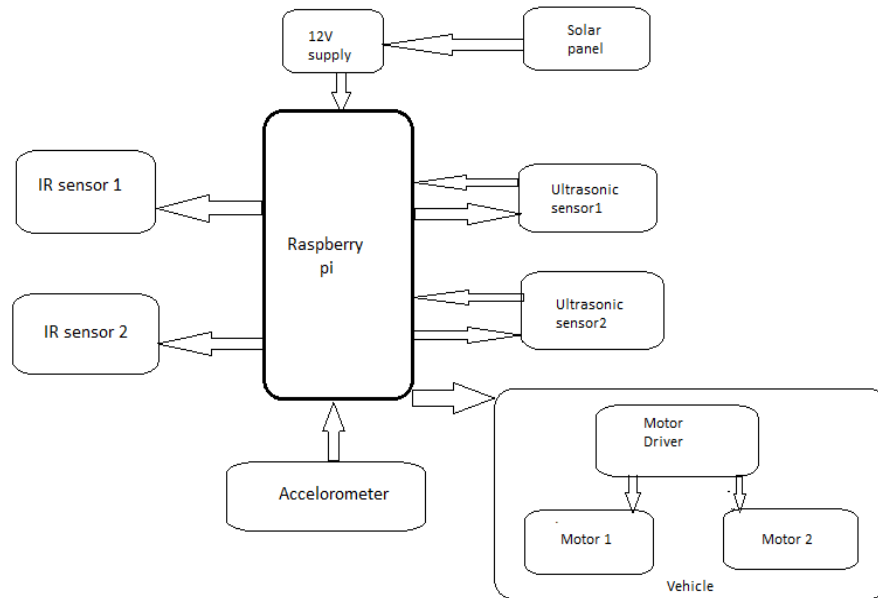 12V
supply
Solar
panel
IR sensor 1
Ultrasonic
sensor1
Raspberry
pi
IR sensor 2
Ultrasonic
sensor2
Accelorometer
Motor
Driver
Motor 1
Motor 2
Vehicle